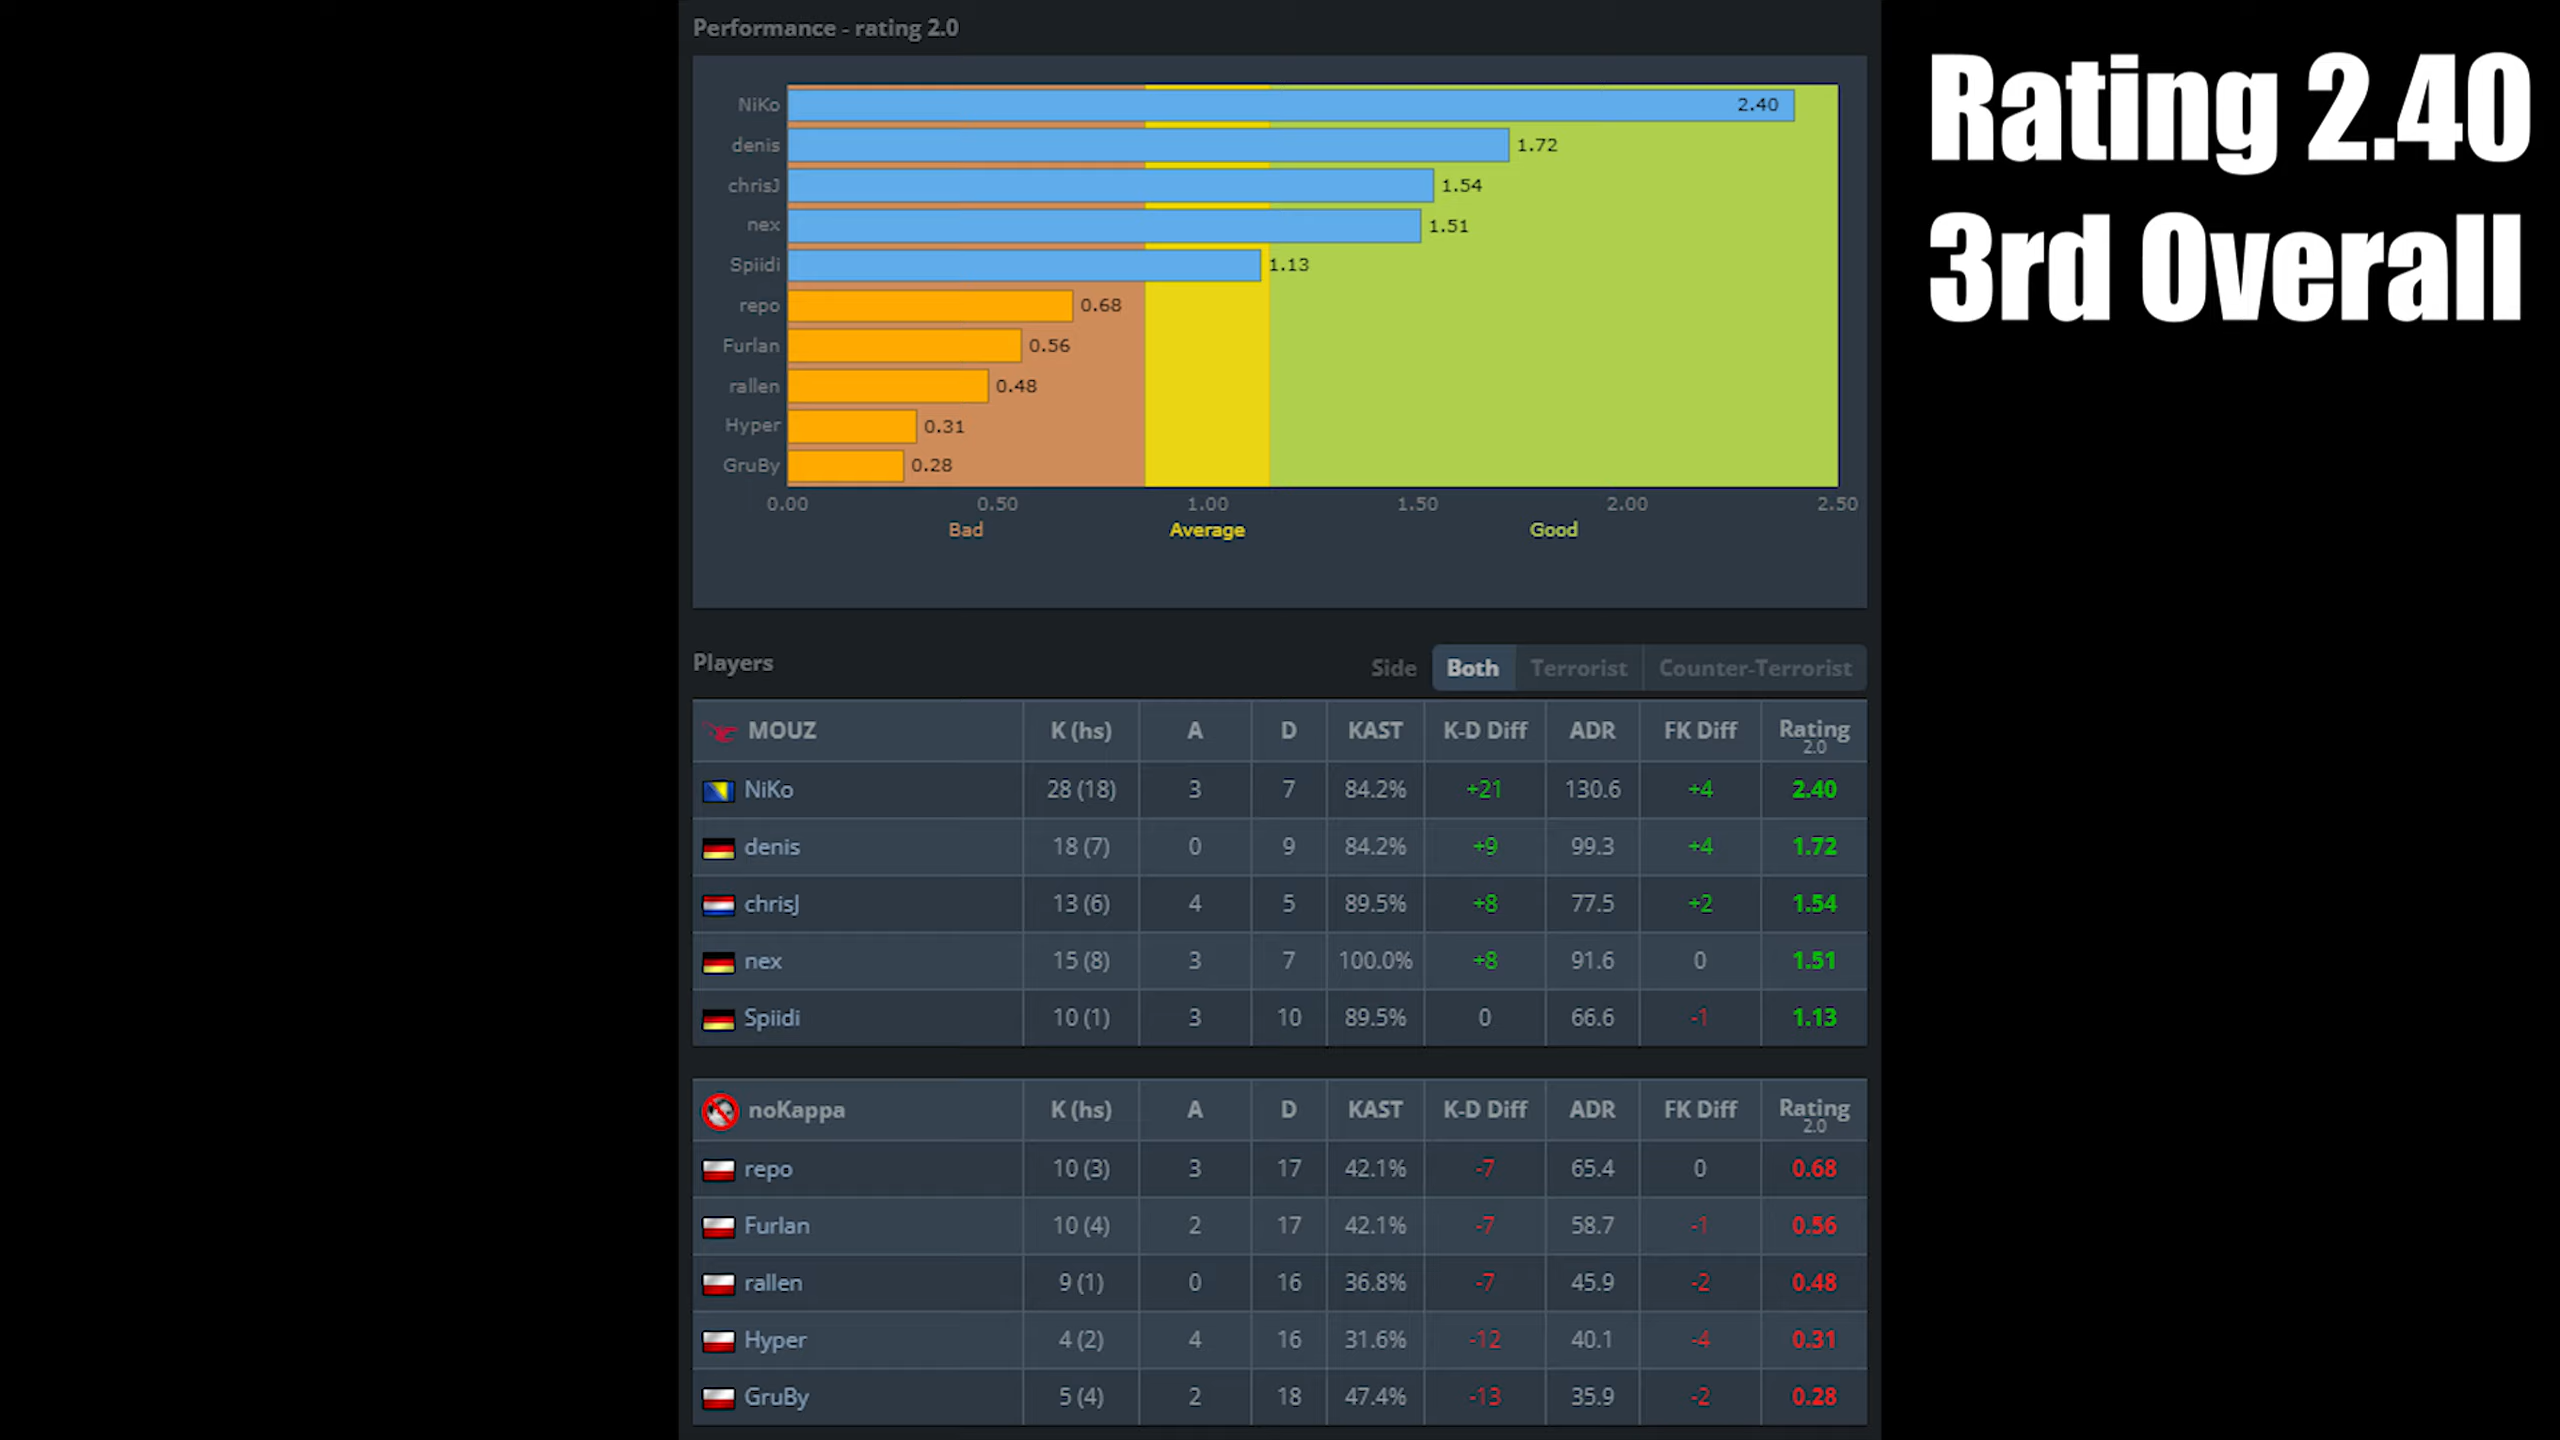 Performance - rating 2.0
Rating 2.40
3rd Overall
NiKo 2.40
denis 1.72
chrisJ 1.54
nex 1.51
Spiidi 1.13
repo 0.68
Furlan 0.56
rallen 0.48
Hyper 0.31
GruBy 0.28
0.00 0.50 1.00 1.50 2.00 2.50
Bad Average Good
Players Side Both Terrorist Counter-Terrorist
MOUZ K (hs) A D KAST K-D Diff ADR FK Diff Rating 2.0
NiKo 28 (18) 3 7 84.2% +21 130.6 +4 2.40
denis 18 (7) 0 9 84.2% +9 99.3 +4 1.72
chrisJ 13 (6) 4 5 89.5% +8 77.5 +2 1.54
nex 15 (8) 3 7 100.0% +8 91.6 0 1.51
Spiidi 10 (1) 3 10 89.5% 0 66.6 -1 1.13
noKappa K (hs) A D KAST K-D Diff ADR FK Diff Rating 2.0
repo 10 (3) 3 17 42.1% -7 65.4 0 0.68
Furlan 10 (4) 2 17 42.1% -7 58.7 -1 0.56
rallen 9 (1) 0 16 36.8% -7 45.9 -2 0.48
Hyper 4 (2) 4 16 31.6% -12 40.1 -4 0.31
GruBy 5 (4) 2 18 47.4% -13 35.9 -2 0.28